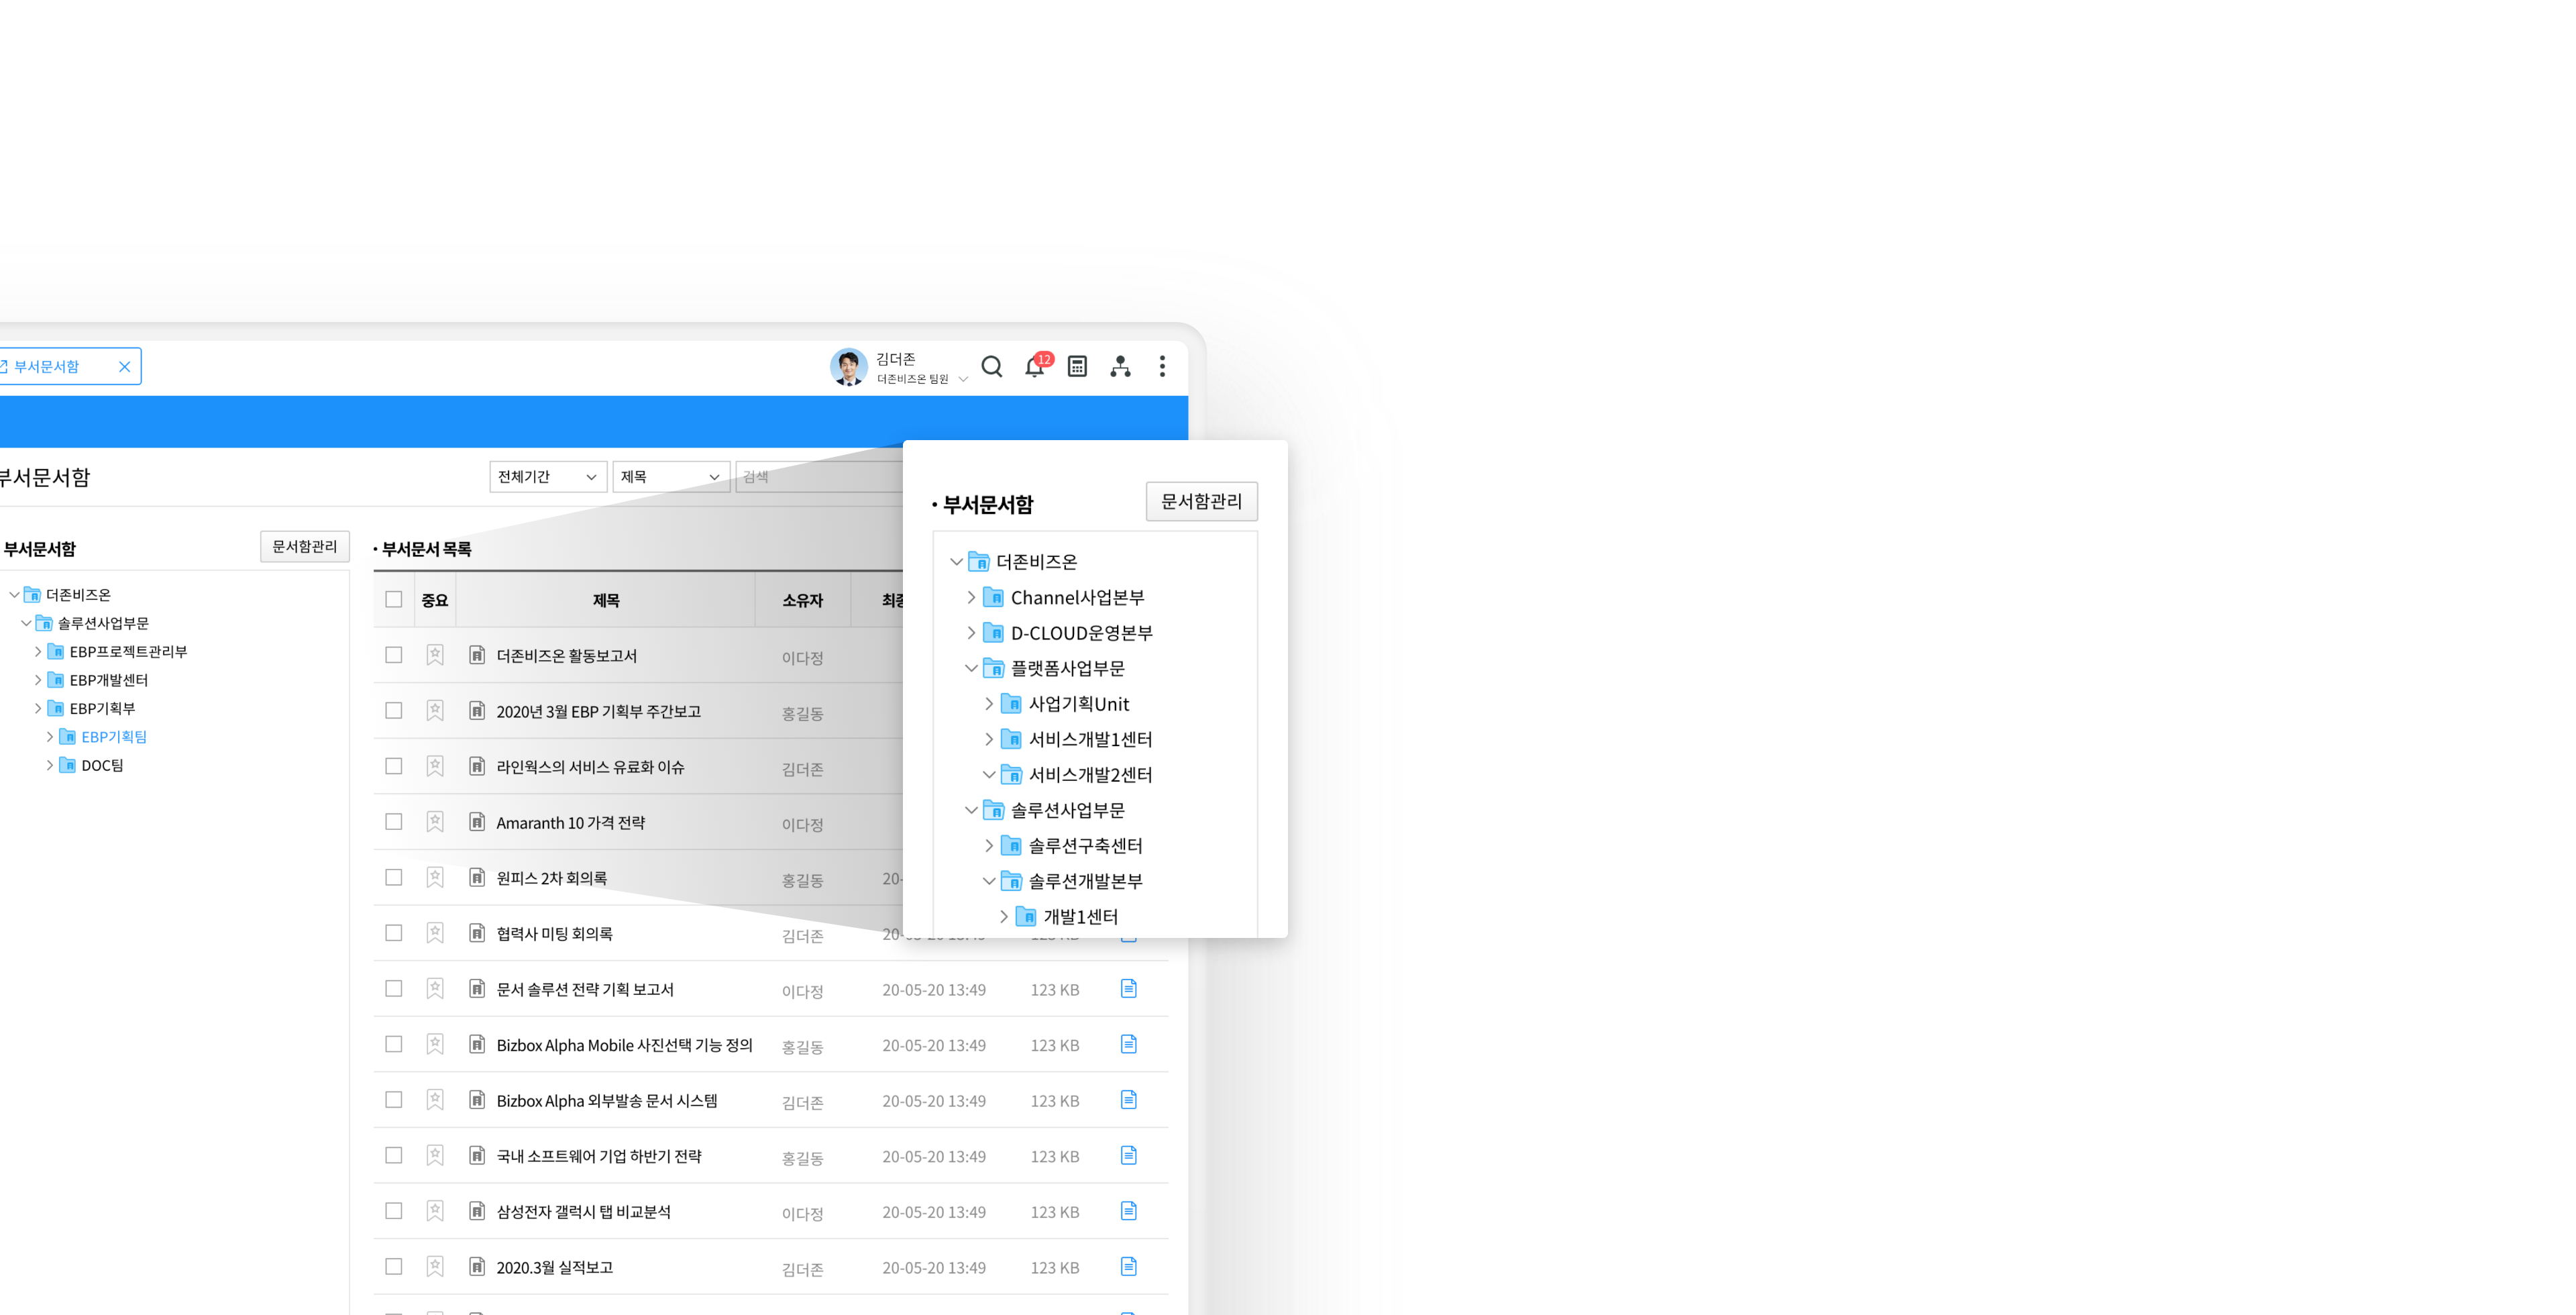 부서문서함
김더존
더존비즈온 팀원
12
부서문서함
전체기간
제목
검색
부서문서함
문서함관리
더존비즈온
솔루션사업부문
EBP프로젝트관리부
EBP개발센터
EBP기획부
EBP기획팀
DOC팀
• 부서문서 목록
중요 제목 소유자
더존비즈온 활동보고서 이다정
2020년 3월 EBP 기획부 주간보고 홍길동
라인웍스의 서비스 유료화 이슈 김더존
Amaranth 10 가격 전략 이다정
원피스 2차 회의록 홍길동
협력사 미팅 회의록 김더존
문서 솔루션 전략 기획 보고서 이다정 20-05-20 13:49 123 KB
Bizbox Alpha Mobile 사진선택 기능 정의 홍길동 20-05-20 13:49 123 KB
Bizbox Alpha 외부발송 문서 시스템 김더존 20-05-20 13:49 123 KB
국내 소프트웨어 기업 하반기 전략 홍길동 20-05-20 13:49 123 KB
삼성전자 갤럭시 탭 비교분석 이다정 20-05-20 13:49 123 KB
2020.3월 실적보고 김더존 20-05-20 13:49 123 KB
• 부서문서함
문서함관리
더존비즈온
Channel사업본부
D-CLOUD운영본부
플랫폼사업부문
사업기획Unit
서비스개발1센터
서비스개발2센터
솔루션사업부문
솔루션구축센터
솔루션개발본부
개발1센터